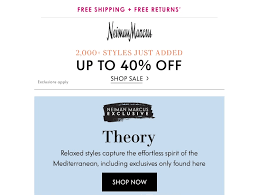 FREE SHIPPING + FREE RETURNS*
Neiman Marcus
2,000+ STYLES JUST ADDED
UP TO 40% OFF
Exclusions apply
SHOP SALE >
NEIMAN MARCUS
EXCLUSIVE
Theory
Relaxed styles capture the effortless spirit of the
Mediterranean, including exclusives only found here
SHOP NOW